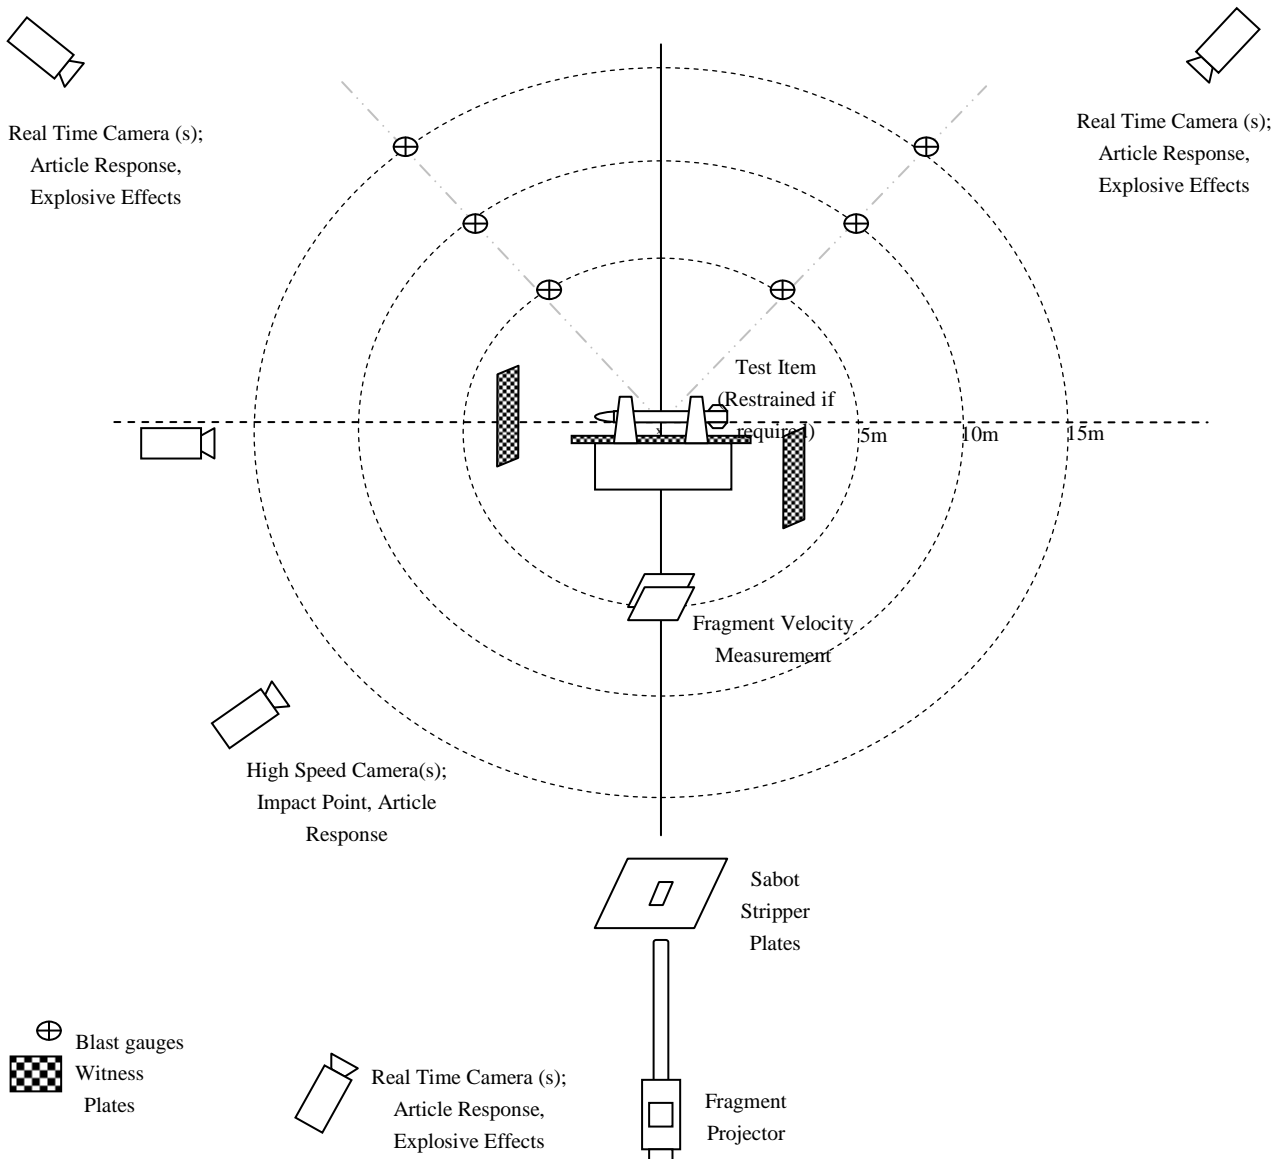 Real Time Camera (s);
Article Response,
Explosive Effects
Real Time Camera (s);
Article Response,
Explosive Effects
Test Item
(Restrained if
required)
5m
10m
15m
Fragment Velocity
Measurement
High Speed Camera(s);
Impact Point, Article
Response
Sabot
Stripper
Plates
Blast gauges
Witness
Plates
Real Time Camera (s);
Article Response,
Explosive Effects
Fragment
Projector